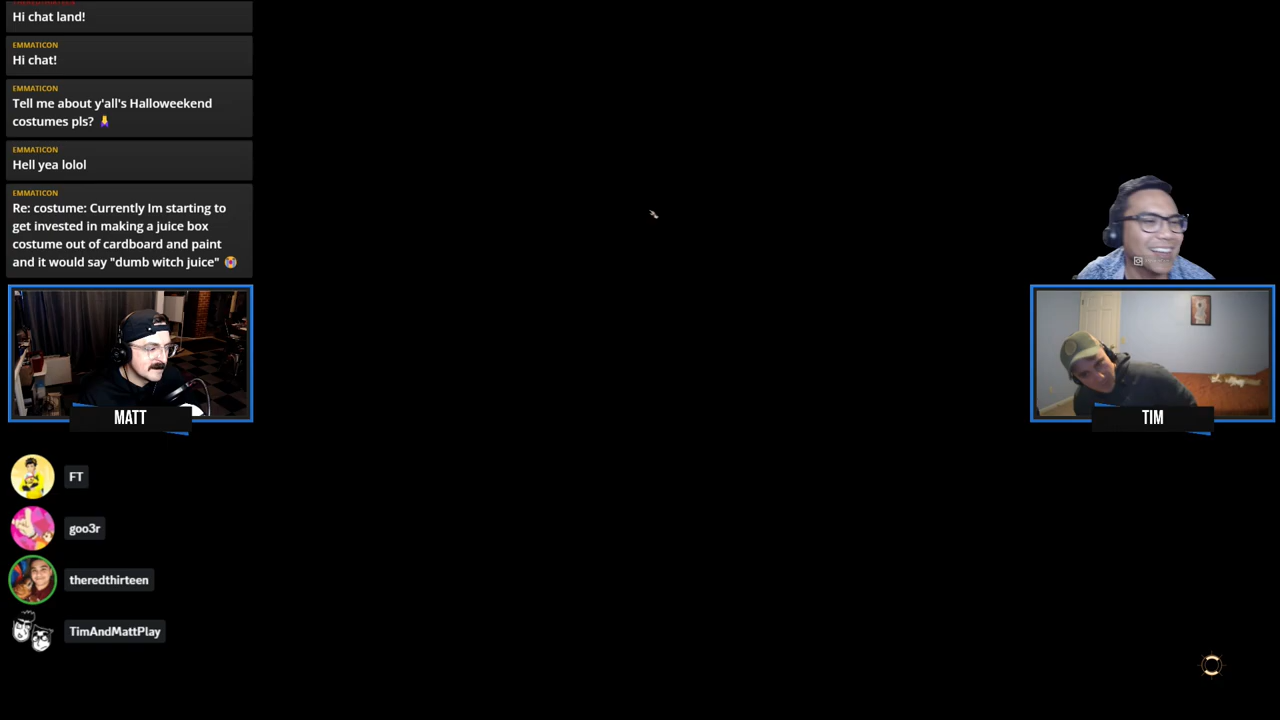 Hi chat land!
EMMATICON
Hi chat!
EMMATICON
Tell me about y'all's Halloweekend
costumes pls? 🧜‍♀️
EMMATICON
Hell yea lolol
EMMATICON
Re: costume: Currently Im starting to
get invested in making a juice box
costume out of cardboard and paint
and it would say "dumb witch juice"
MATT
TIM
FT
goo3r
theredthirteen
TimAndMattPlay